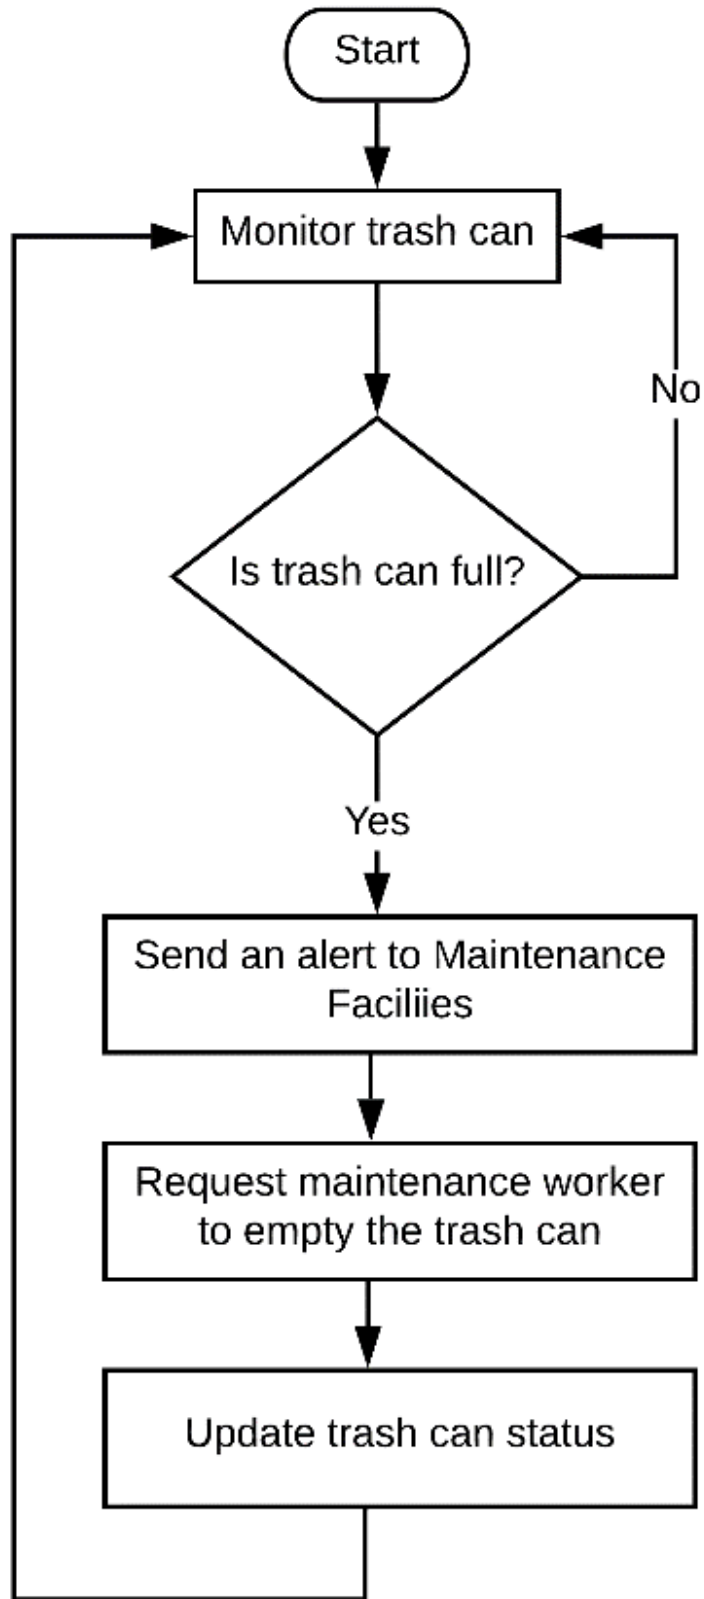 Start
Monitor trash can
No
Is trash can full?
Yes
Send an alert to Maintenance
Faciliies
Request maintenance worker
to empty the trash can
Update trash can status